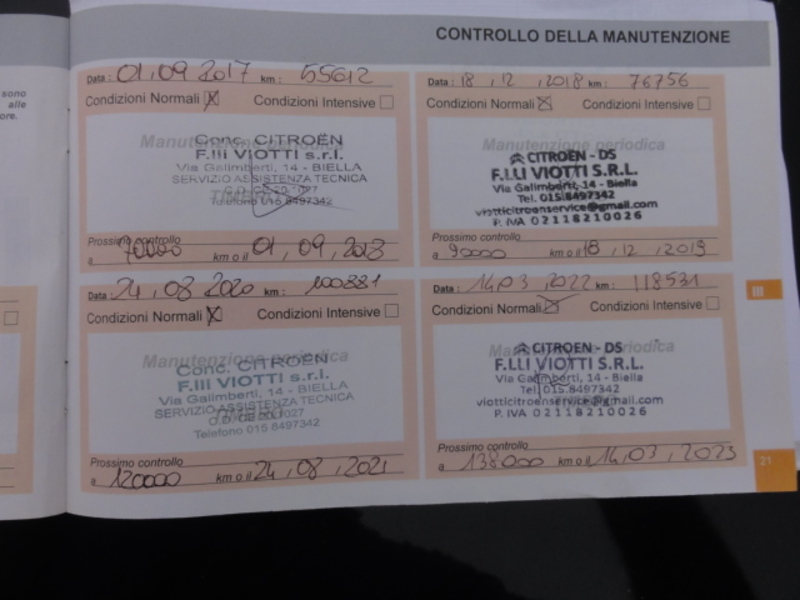 sono
alle
ore.
CONTROLLO DELLA MANUTENZIONE
Data: 01.09 2017 km: 55612
Condizioni Normali X Condizioni Intensive
Manutenzione periodica
Conc. CITROËN
F.lli VIOTTI s.r.l.
Via Galimberti, 14 - BIELLA
SERVIZIO ASSISTENZA TECNICA
Telefono 015 8497342
Prossimo controllo
a 70000 km o il 01, 09, 2018
Data: 18, 12, 2018 km: 76756
Condizioni Normali X Condizioni Intensive
Manutenzione periodica
CITROËN - DS
F.LLI VIOTTI S.R.L.
Via Galimberti, 14 - Biella
Tel. 015.8497342
viotticitroenservice@gmail.com
P. IVA 02118210026
Prossimo controllo
a 90000 km o il 18, 12, 2019
Data: 24, 08 2020 km: 100881
Condizioni Normali X Condizioni Intensive
Manutenzione periodica
Conc. CITROËN
F.lli VIOTTI s.r.l.
Via Galimberti, 14 - BIELLA
SERVIZIO ASSISTENZA TECNICA
Telefono 015 8497342
Prossimo controllo
a 120000 km o il 24, 08, 2021
Data: 14.03, 2022 km: 118531
Condizioni Normali X Condizioni Intensive
Manutenzione periodica
CITROËN - DS
F.LLI VIOTTI S.R.L.
Via Galimberti, 14 - Biella
Tel. 015.8497342
viotticitroenservice@gmail.com
P. IVA 02118210026
Prossimo controllo
a 138000 km o il 14, 03, 2023
III
21